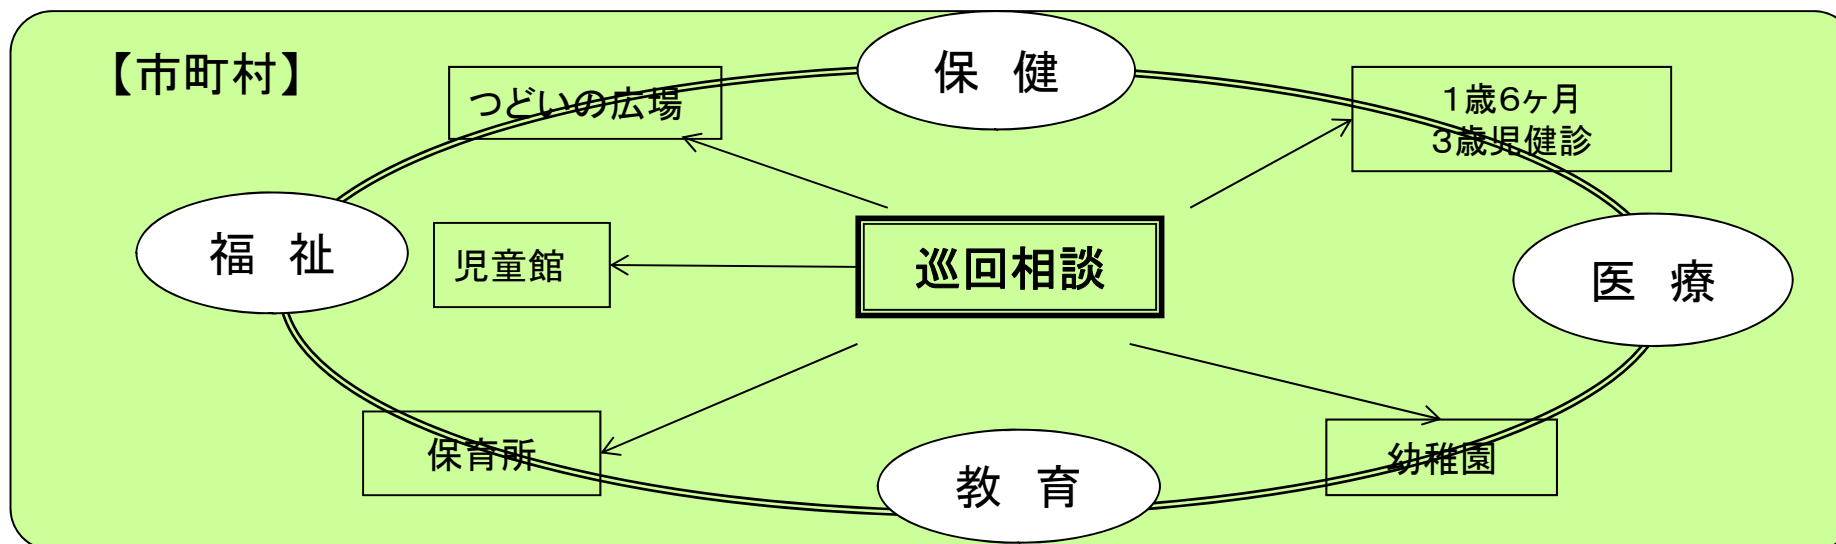 【市町村】
保　健
つどいの広場
１歳６ヶ月
３歳児健診
福　祉
児童館
巡回相談
医　療
保育所
教　育
幼稚園